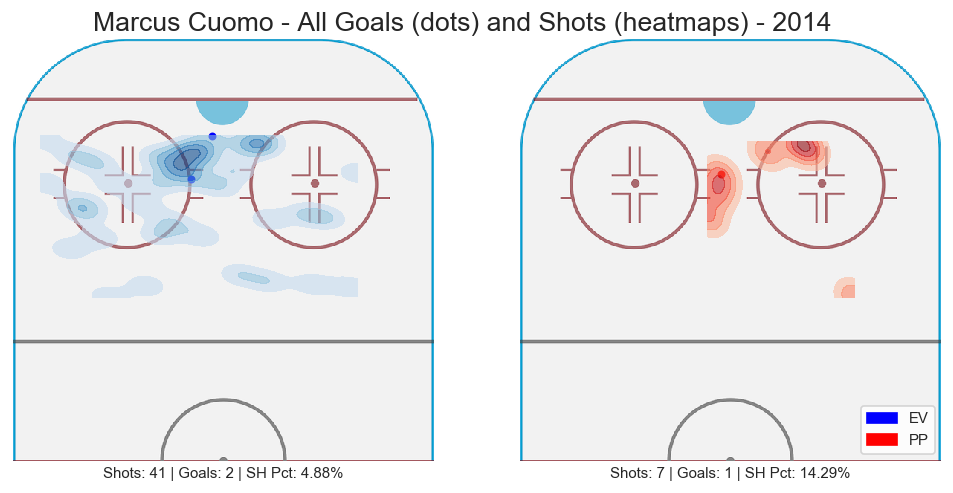 Marcus Cuomo - All Goals (dots) and Shots (heatmaps) - 2014
EV
PP
Shots: 41 | Goals: 2 | SH Pct: 4.88%
Shots: 7 | Goals: 1 | SH Pct: 14.29%